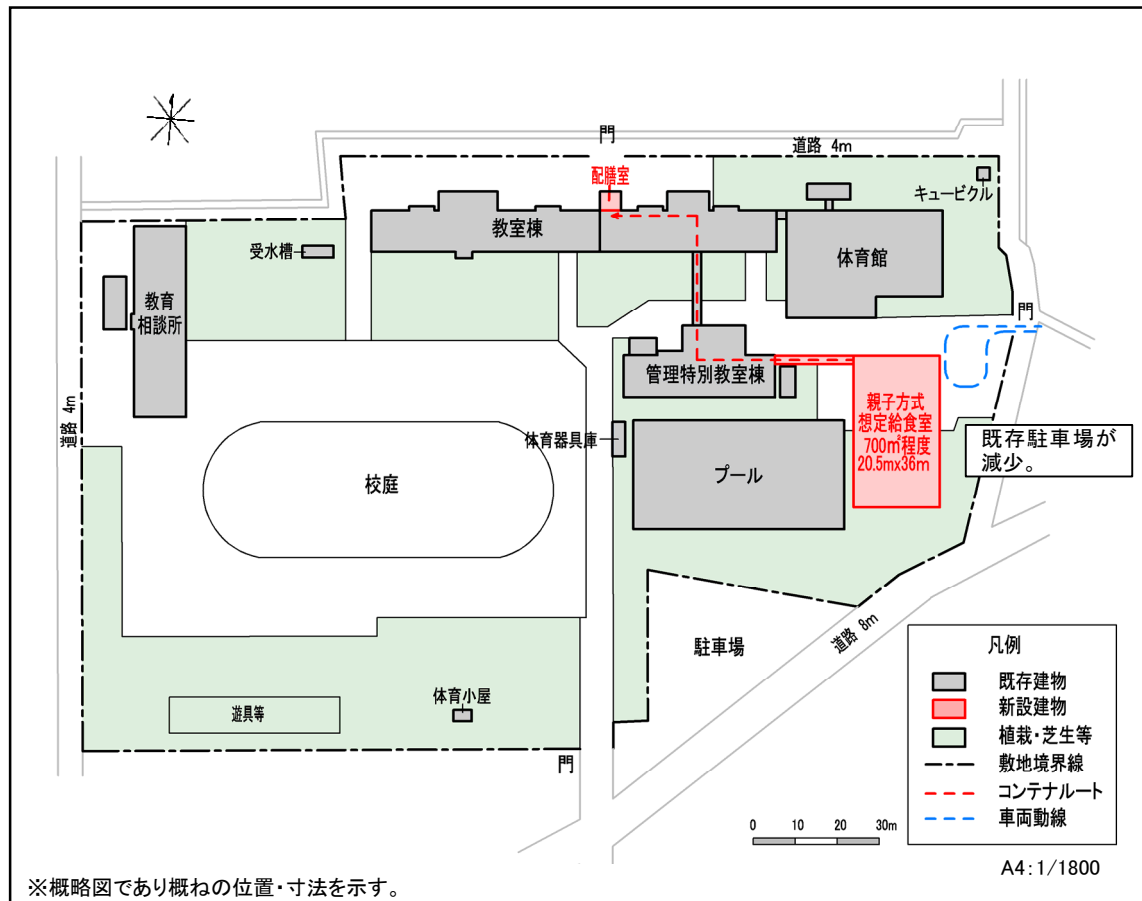 門
道路 4m
配膳室
キュービクル
教室棟
受水槽
体育館
教育
相談所
門
管理特別教室棟
親子方式
想定給食室
700㎡程度
20.5mx36m
既存駐車場が
減少。
道路 4m
体育器具庫
プール
校庭
駐車場
道路 8m
体育小屋
遊具等
門
凡例
既存建物
新設建物
植栽・芝生等
敷地境界線
コンテナルート
車両動線
0 10 20 30m
A4:1/1800
※概略図であり概ねの位置・寸法を示す。